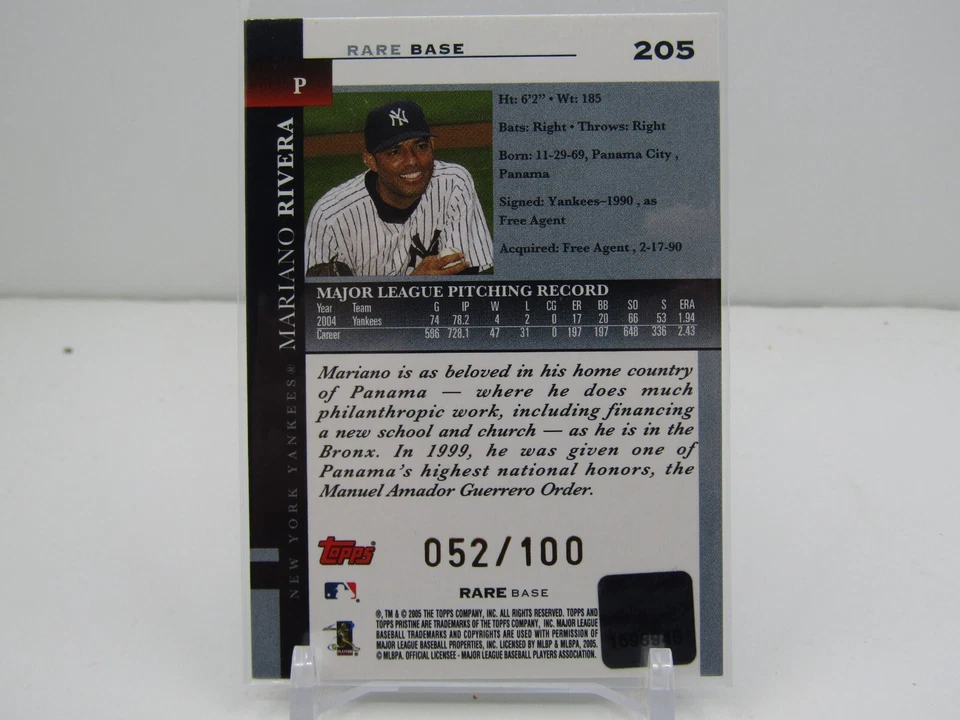 RARE BASE
205
P
NEW YORK YANKEES® MARIANO RIVERA
NY
Ht: 6'2" • Wt: 185
Bats: Right • Throws: Right
Born: 11-29-69, Panama City ,
Panama
Signed: Yankees–1990 , as
Free Agent
Acquired: Free Agent , 2-17-90
MAJOR LEAGUE PITCHING RECORD
Year Team G IP W L CG ER BB SO S ERA
2004 Yankees 74 78.2 4 2 0 17 20 66 53 1.94
Career 586 728.1 47 31 0 197 197 648 336 2.43
Mariano is as beloved in his home country
of Panama — where he does much
philanthropic work, including financing
a new school and church — as he is in the
Bronx. In 1999, he was given one of
Panama's highest national honors, the
Manuel Amador Guerrero Order.
Topps
052/100
RARE BASE
®, TM & © 2005 THE TOPPS COMPANY, INC. ALL RIGHTS RESERVED. TOPPS AND
TOPPS PRISTINE ARE TRADEMARKS OF THE TOPPS COMPANY, INC. MAJOR LEAGUE
BASEBALL TRADEMARKS AND COPYRIGHTS ARE USED WITH PERMISSION OF
MAJOR LEAGUE BASEBALL PROPERTIES, INC. LICENSED BY MLBP & MLBPA, 2005.
© MLBPA. OFFICIAL LICENSEE - MAJOR LEAGUE BASEBALL PLAYERS ASSOCIATION.